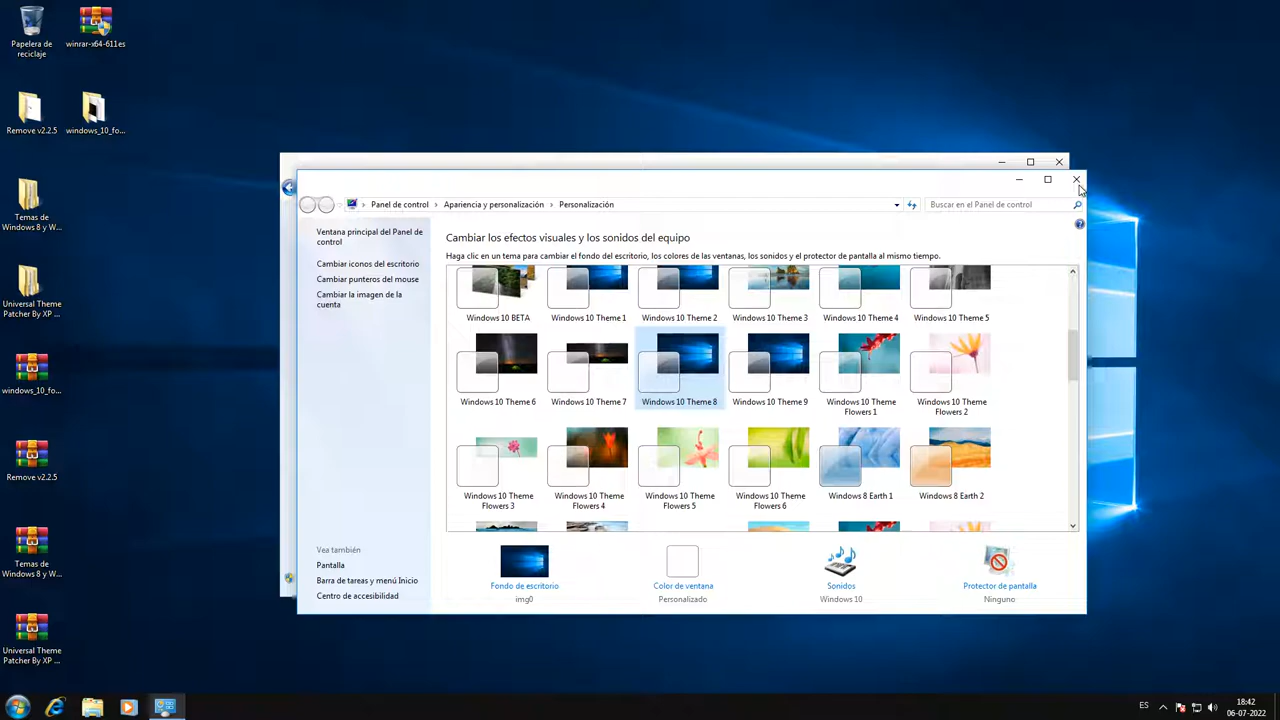 Papelera de
reciclaje
winrar-x64-611es
Remove v2.2.5
windows_10_fo...
Temas de
Windows 8 y W...
Universal Theme
Patcher By XP ...
windows_10_fo...
Remove v2.2.5
Temas de
Windows 8 y W...
Universal Theme
Patcher By XP ...
Panel de control
Apariencia y personalización
Personalización
Buscar en el Panel de control
Ventana principal del Panel de
control
Cambiar iconos del escritorio
Cambiar punteros del mouse
Cambiar la imagen de la
cuenta
Vea también
Pantalla
Barra de tareas y menú Inicio
Centro de accesibilidad
Cambiar los efectos visuales y los sonidos del equipo
Haga clic en un tema para cambiar el fondo del escritorio, los colores de las ventanas, los sonidos y el protector de pantalla al mismo tiempo.
Windows 10 BETA
Windows 10 Theme 1
Windows 10 Theme 2
Windows 10 Theme 3
Windows 10 Theme 4
Windows 10 Theme 5
Windows 10 Theme 6
Windows 10 Theme 7
Windows 10 Theme 8
Windows 10 Theme 9
Windows 10 Theme
Flowers 1
Windows 10 Theme
Flowers 2
Windows 10 Theme
Flowers 3
Windows 10 Theme
Flowers 4
Windows 10 Theme
Flowers 5
Windows 10 Theme
Flowers 6
Windows 8 Earth 1
Windows 8 Earth 2
Fondo de escritorio
img0
Color de ventana
Personalizado
Sonidos
Windows 10
Protector de pantalla
Ninguno
ES
18:42
06-07-2022